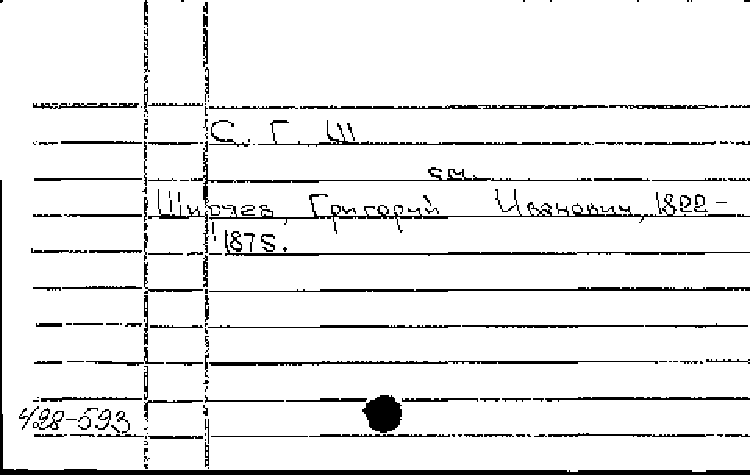 С. Г. Ш
см.
Ширяев, Григорий Иванович, 1822-
1875.
428-593